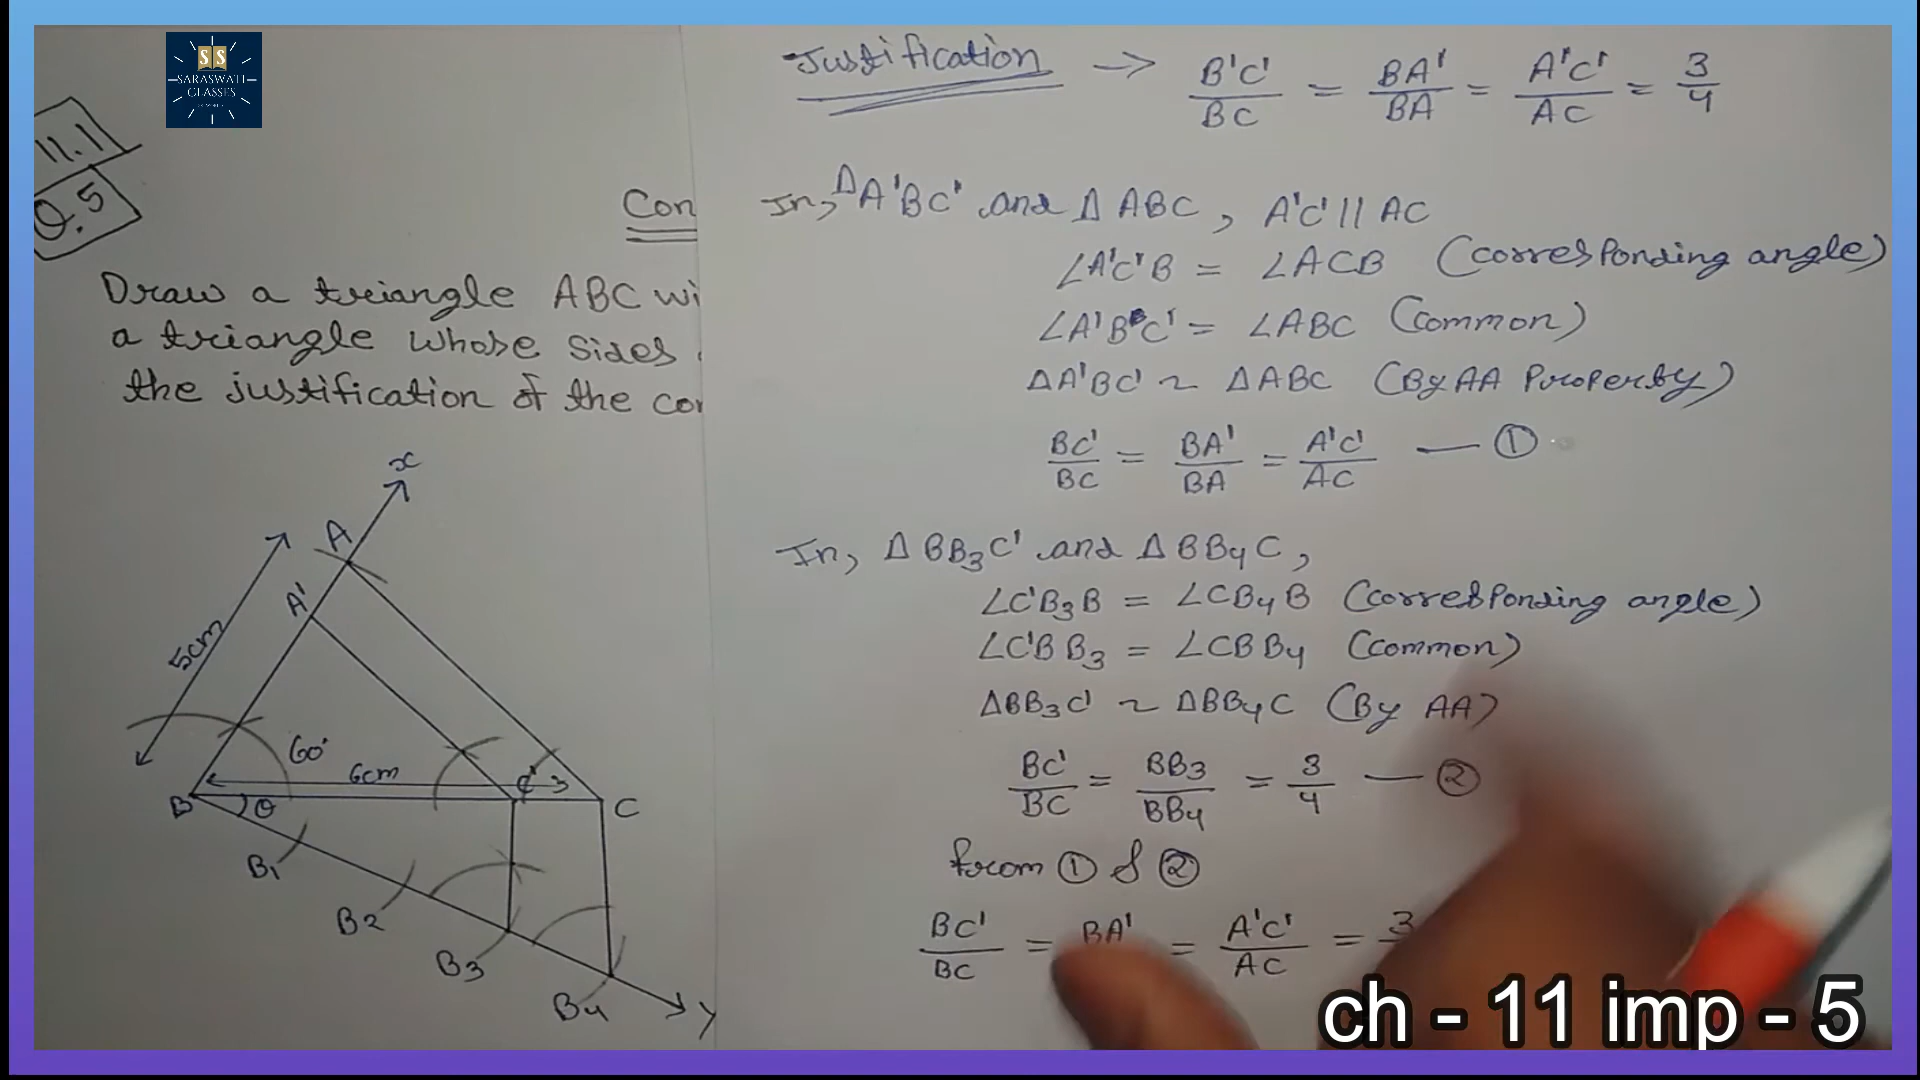 S S
SARASWATI
CLASSES
11.1
Q.5
Con
Draw a triangle ABC wi
a triangle whose sides
the justification of the cor
x
A
A'
5cm
60°
6cm
B
θ
C'
C
B1
B2
B3
B4
y
Justification → B'C'/BC = BA'/BA = A'C'/AC = 3/4
In, ΔA'BC' and ΔABC, A'C' || AC
∠A'C'B = ∠ACB (corresponding angle)
∠A'BC' = ∠ABC (common)
ΔA'BC' ~ ΔABC (By AA Property)
BC'/BC = BA'/BA = A'C'/AC — ①
In, ΔBB3C' and ΔBB4C,
∠C'B3B = ∠CB4B (corresponding angle)
∠C'BB3 = ∠CBB4 (common)
ΔBB3C' ~ ΔBB4C (By AA)
BC'/BC = BB3/BB4 = 3/4 — ②
from ① & ②
BC'/BC = BA' = A'C'/AC = 3
ch - 11 imp - 5